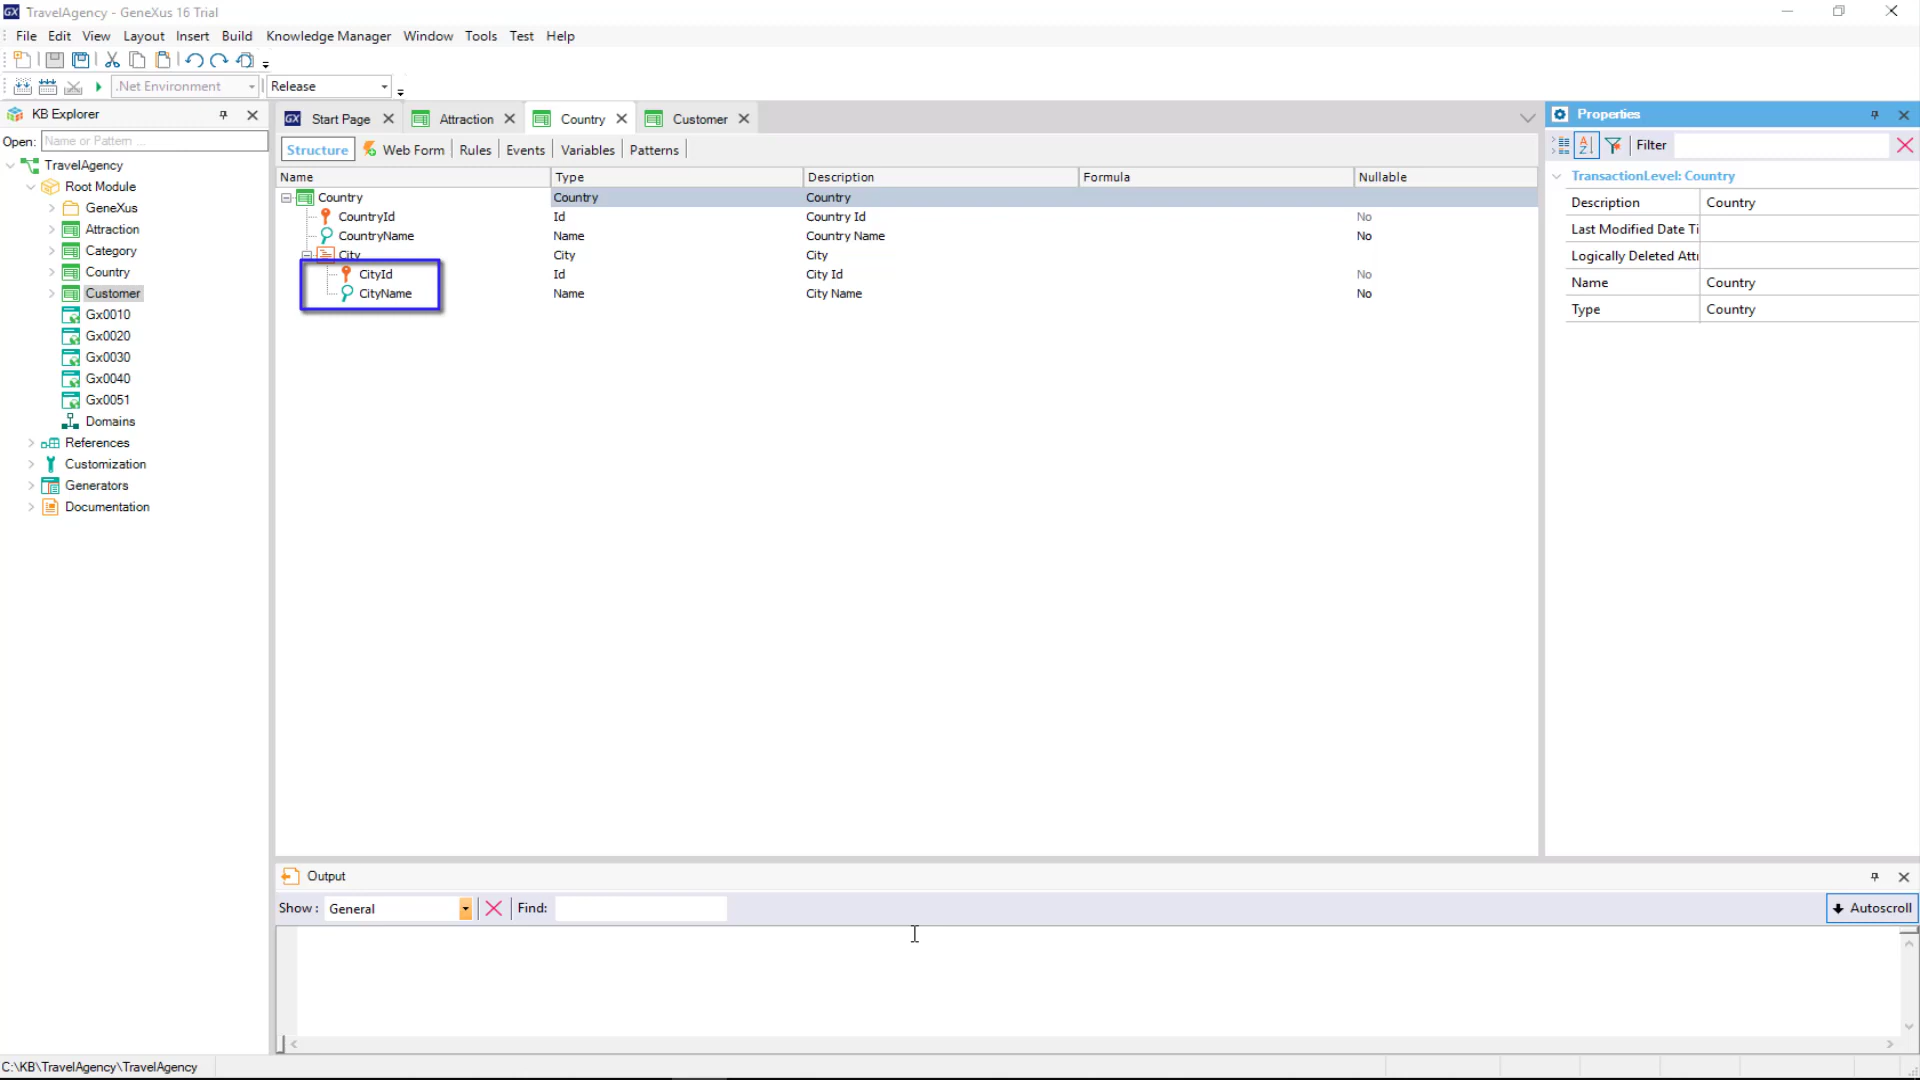 GX TravelAgency - GeneXus 16 Trial
File Edit View Layout Insert Build Knowledge Manager Window Tools Test Help
.Net Environment Release
KB Explorer
Open: Name or Pattern ...
TravelAgency
Root Module
GeneXus
Attraction
Category
Country
Customer
Gx0010
Gx0020
Gx0030
Gx0040
Gx0051
Domains
References
Customization
Generators
Documentation
GX Start Page Attraction Country Customer
Structure Web Form Rules Events Variables Patterns
Name Type Description Formula Nullable
Country Country Country
CountryId Id Country Id No
CountryName Name Country Name No
City City City
CityId Id City Id No
CityName Name City Name No
Properties
A Z Filter
TransactionLevel: Country
Description Country
Last Modified Date Ti
Logically Deleted Attri
Name Country
Type Country
Output
Show : General Find: Autoscroll
C:\KB\TravelAgency\TravelAgency